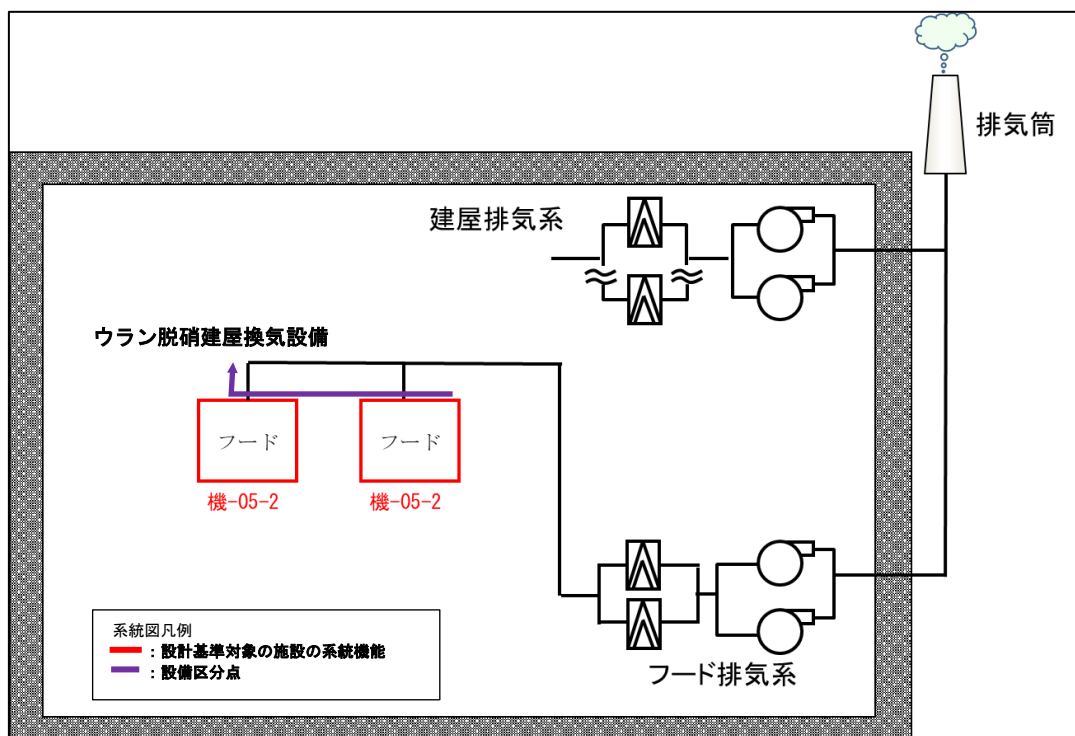 排気筒
建屋排気系
ウラン脱硝建屋換気設備
フード
フード
機-05-2
機-05-2
系統図凡例
：設計基準対象の施設の系統機能
：設備区分点
フード排気系